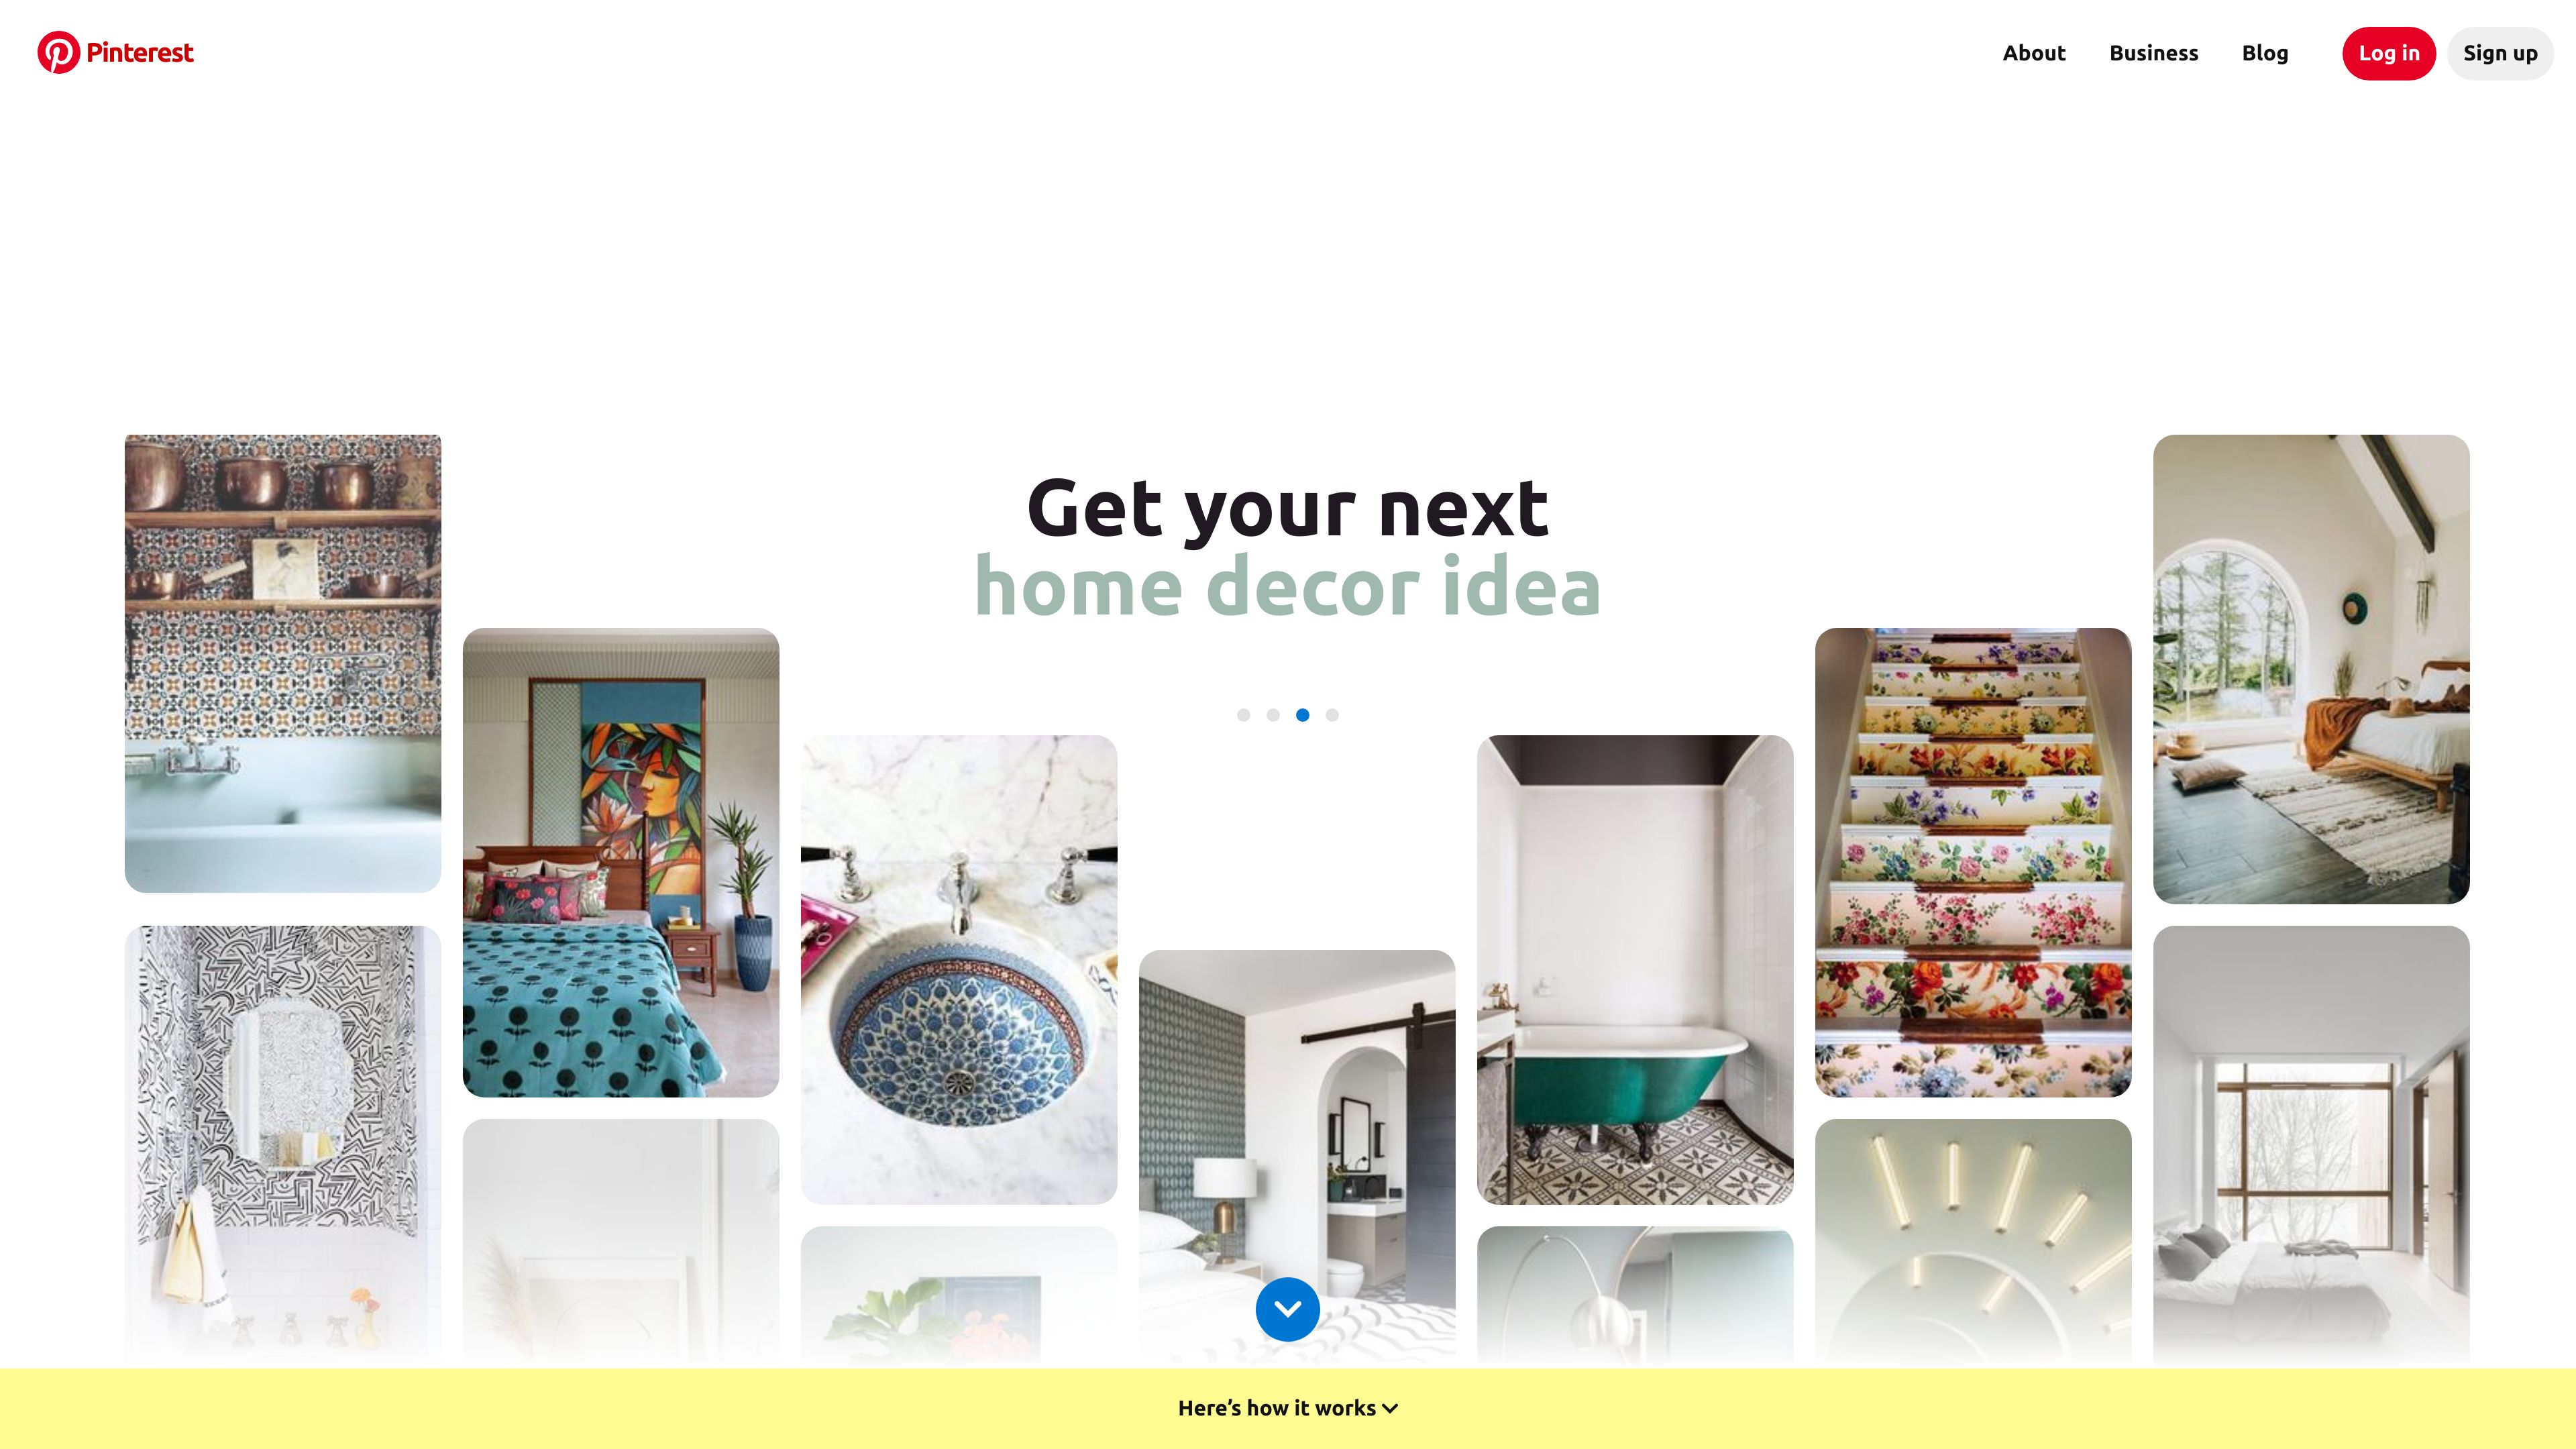 Pinterest
About Business Blog Log in Sign up
Get your next
home decor idea
Here’s how it works